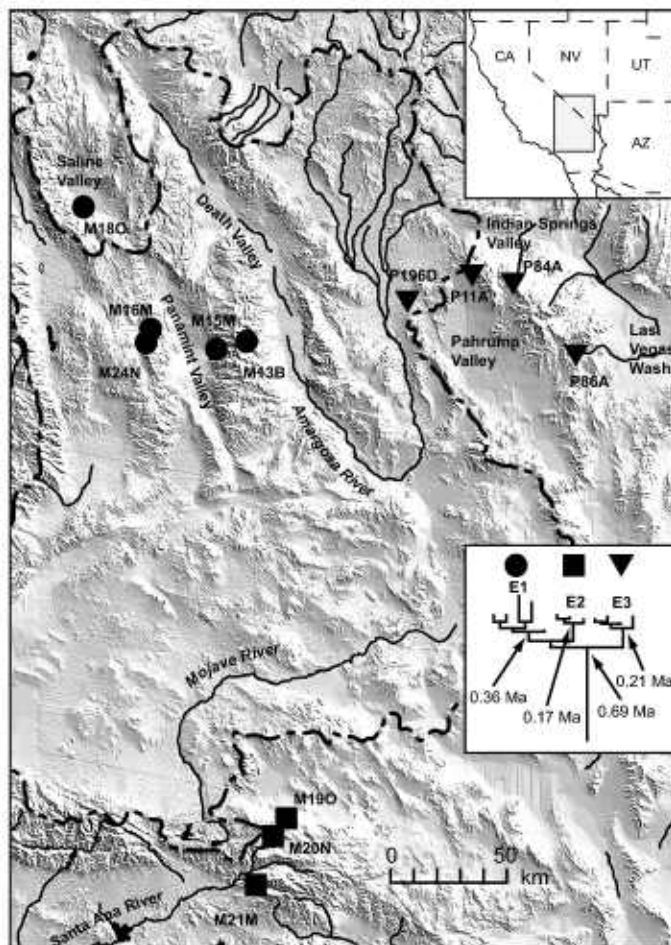 CA
NV
UT
AZ
Saline
Valley
M18O
Death Valley
Indian Springs
Valley
P196D
P11A
P84A
M16M
M15M
M24N
M43B
Panamint Valley
Pahrump
Valley
Las
Vegas
Wash
P86A
Amargosa River
E1
E2
E3
0.36 Ma
0.17 Ma
0.69 Ma
0.21 Ma
Mojave River
M19O
M20N
M21M
Santa Ana River
0
50
km